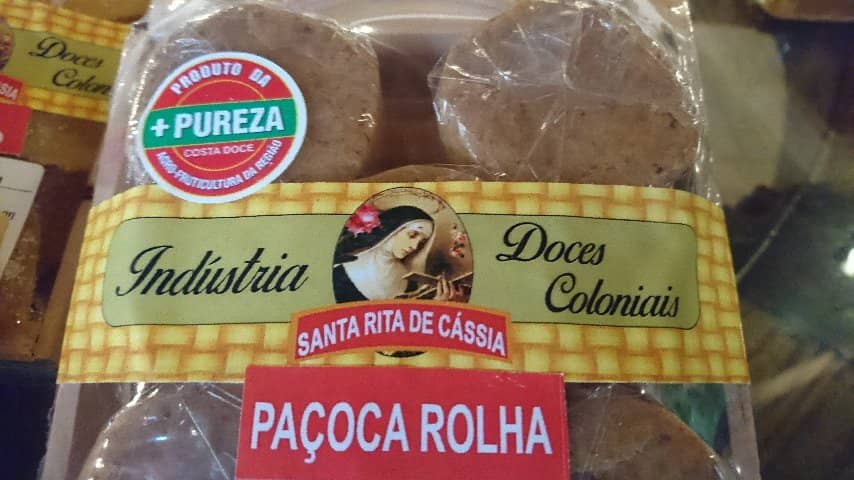 PRODUTO DA
+ PUREZA
COSTA DOCE
AGRO-FRUTICULTURA DA REGIÃO
Indústria
Doces
Coloniais
SANTA RITA DE CÁSSIA
PAÇOCA ROLHA
Doces